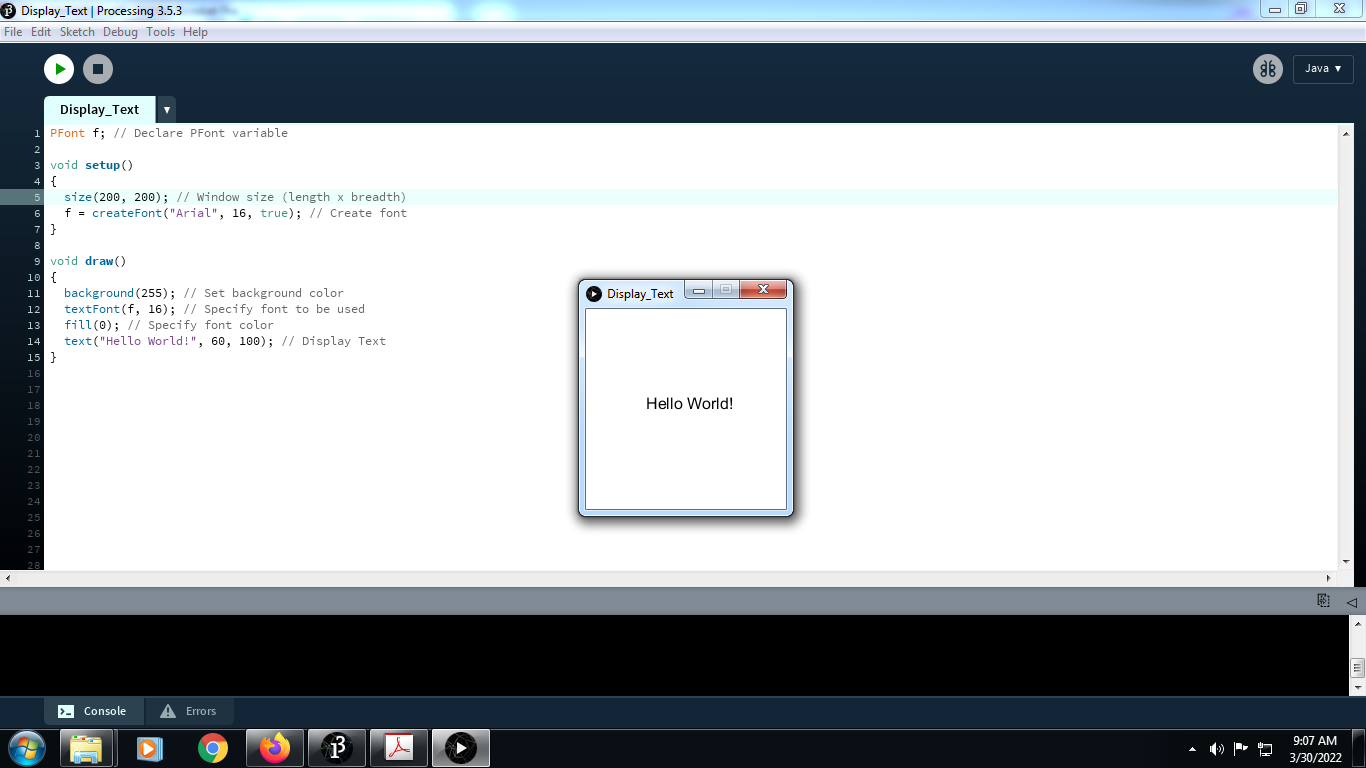 Display_Text | Processing 3.5.3
File Edit Sketch Debug Tools Help
Java ▾
Display_Text ▾
1 PFont f; // Declare PFont variable
2
3 void setup()
4 {
5 size(200, 200); // Window size (length x breadth)
6 f = createFont("Arial", 16, true); // Create font
7 }
8
9 void draw()
10 {
11 background(255); // Set background color
12 textFont(f, 16); // Specify font to be used
13 fill(0); // Specify font color
14 text("Hello World!", 60, 100); // Display Text
15 }
16
17
18
19
20
21
22
23
24
25
26
27
28
Display_Text
Hello World!
Console Errors
9:07 AM
3/30/2022